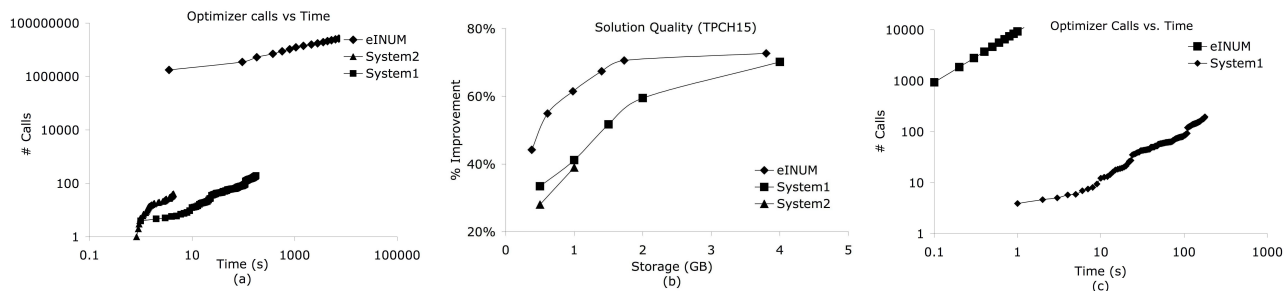 Optimizer calls vs Time
100000000
1000000
10000
100
1
0.1
10
1000
100000
# Calls
Time (s)
(a)
eINUM
System2
System1
Solution Quality (TPCH15)
80%
60%
40%
20%
0
1
2
3
4
5
% Improvement
Storage (GB)
(b)
eINUM
System1
System2
Optimizer Calls vs. Time
10000
1000
100
10
1
0.1
1
10
100
1000
# Calls
Time (s)
(c)
eINUM
System1